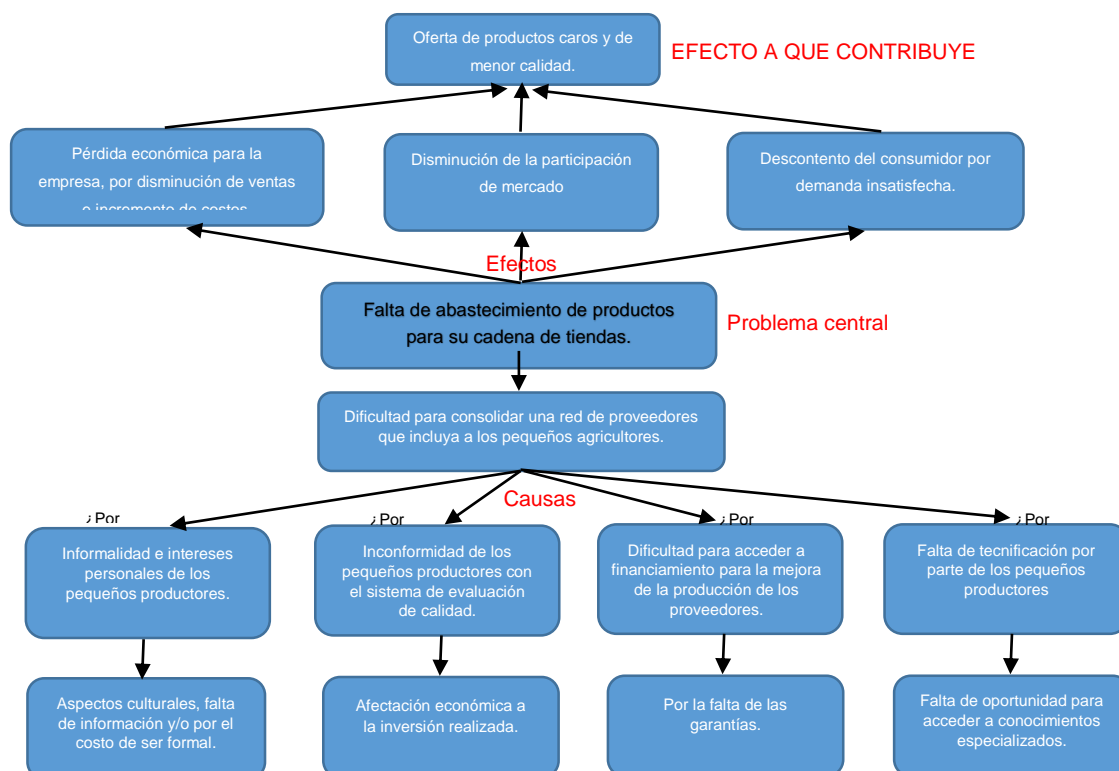 Oferta de productos caros y de
menor calidad.
EFECTO A QUE CONTRIBUYE
Pérdida económica para la
empresa, por disminución de ventas
e incremento de costos
Disminución de la participación
de mercado
Descontento del consumidor por
demanda insatisfecha.
Efectos
Falta de abastecimiento de productos
para su cadena de tiendas.
Problema central
Dificultad para consolidar una red de proveedores
que incluya a los pequeños agricultores.
Causas
¿Por
¿Por
¿Por
¿Por
Informalidad e intereses
personales de los
pequeños productores.
Inconformidad de los
pequeños productores con
el sistema de evaluación
de calidad.
Dificultad para acceder a
financiamiento para la mejora
de la producción de los
proveedores.
Falta de tecnificación por
parte de los pequeños
productores
Aspectos culturales, falta
de información y/o por el
costo de ser formal.
Afectación económica a
la inversión realizada.
Por la falta de las
garantías.
Falta de oportunidad para
acceder a conocimientos
especializados.